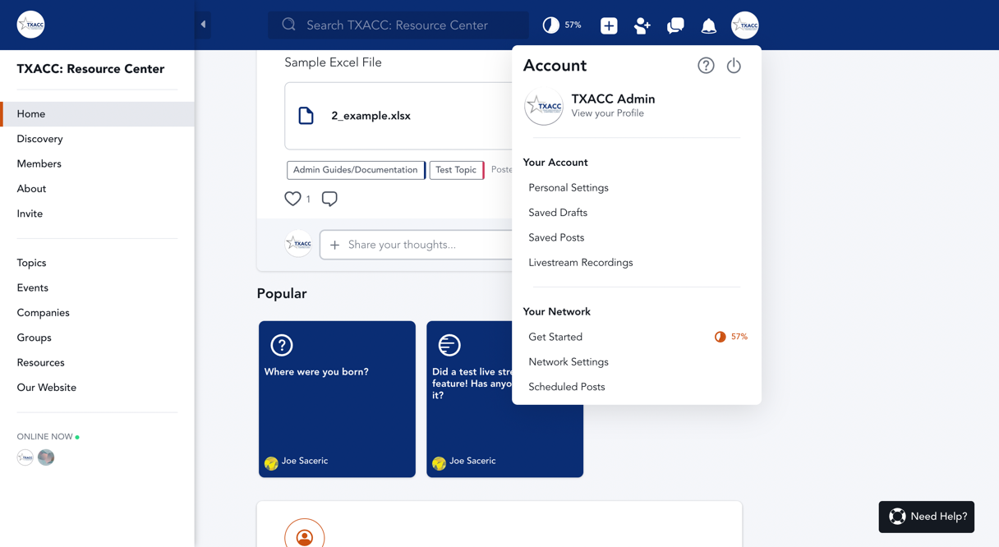 TXACC
Search TXACC: Resource Center
57%
TXACC
TXACC: Resource Center
Home
Discovery
Members
About
Invite
Topics
Events
Companies
Groups
Resources
Our Website
ONLINE NOW
TXACC
Sample Excel File
2_example.xlsx
Admin Guides/Documentation
Test Topic
Poste
1
TXACC
Share your thoughts...
Popular
Where were you born?
Joe Saceric
Did a test live stre
feature! Has anyo
it?
Joe Saceric
Account
TXACC
TXACC Admin
View your Profile
Your Account
Personal Settings
Saved Drafts
Saved Posts
Livestream Recordings
Your Network
Get Started
57%
Network Settings
Scheduled Posts
Need Help?